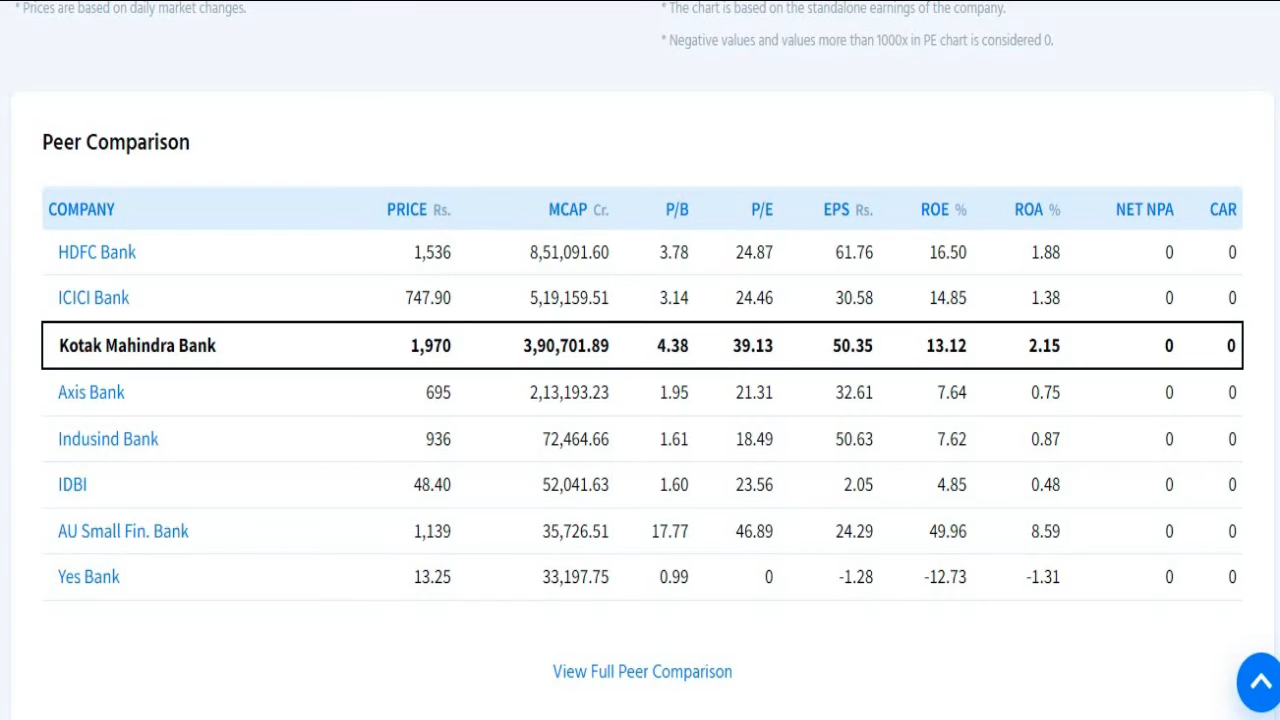 * Prices are based on daily market changes.
* The chart is based on the standalone earnings of the company.
* Negative values and values more than 1000x in PE chart is considered 0.
Peer Comparison
COMPANY PRICE Rs. MCAP Cr. P/B P/E EPS Rs. ROE % ROA % NET NPA CAR
HDFC Bank 1,536 8,51,091.60 3.78 24.87 61.76 16.50 1.88 0 0
ICICI Bank 747.90 5,19,159.51 3.14 24.46 30.58 14.85 1.38 0 0
Kotak Mahindra Bank 1,970 3,90,701.89 4.38 39.13 50.35 13.12 2.15 0 0
Axis Bank 695 2,13,193.23 1.95 21.31 32.61 7.64 0.75 0 0
Indusind Bank 936 72,464.66 1.61 18.49 50.63 7.62 0.87 0 0
IDBI 48.40 52,041.63 1.60 23.56 2.05 4.85 0.48 0 0
AU Small Fin. Bank 1,139 35,726.51 17.77 46.89 24.29 49.96 8.59 0 0
Yes Bank 13.25 33,197.75 0.99 0 -1.28 -12.73 -1.31 0 0
View Full Peer Comparison